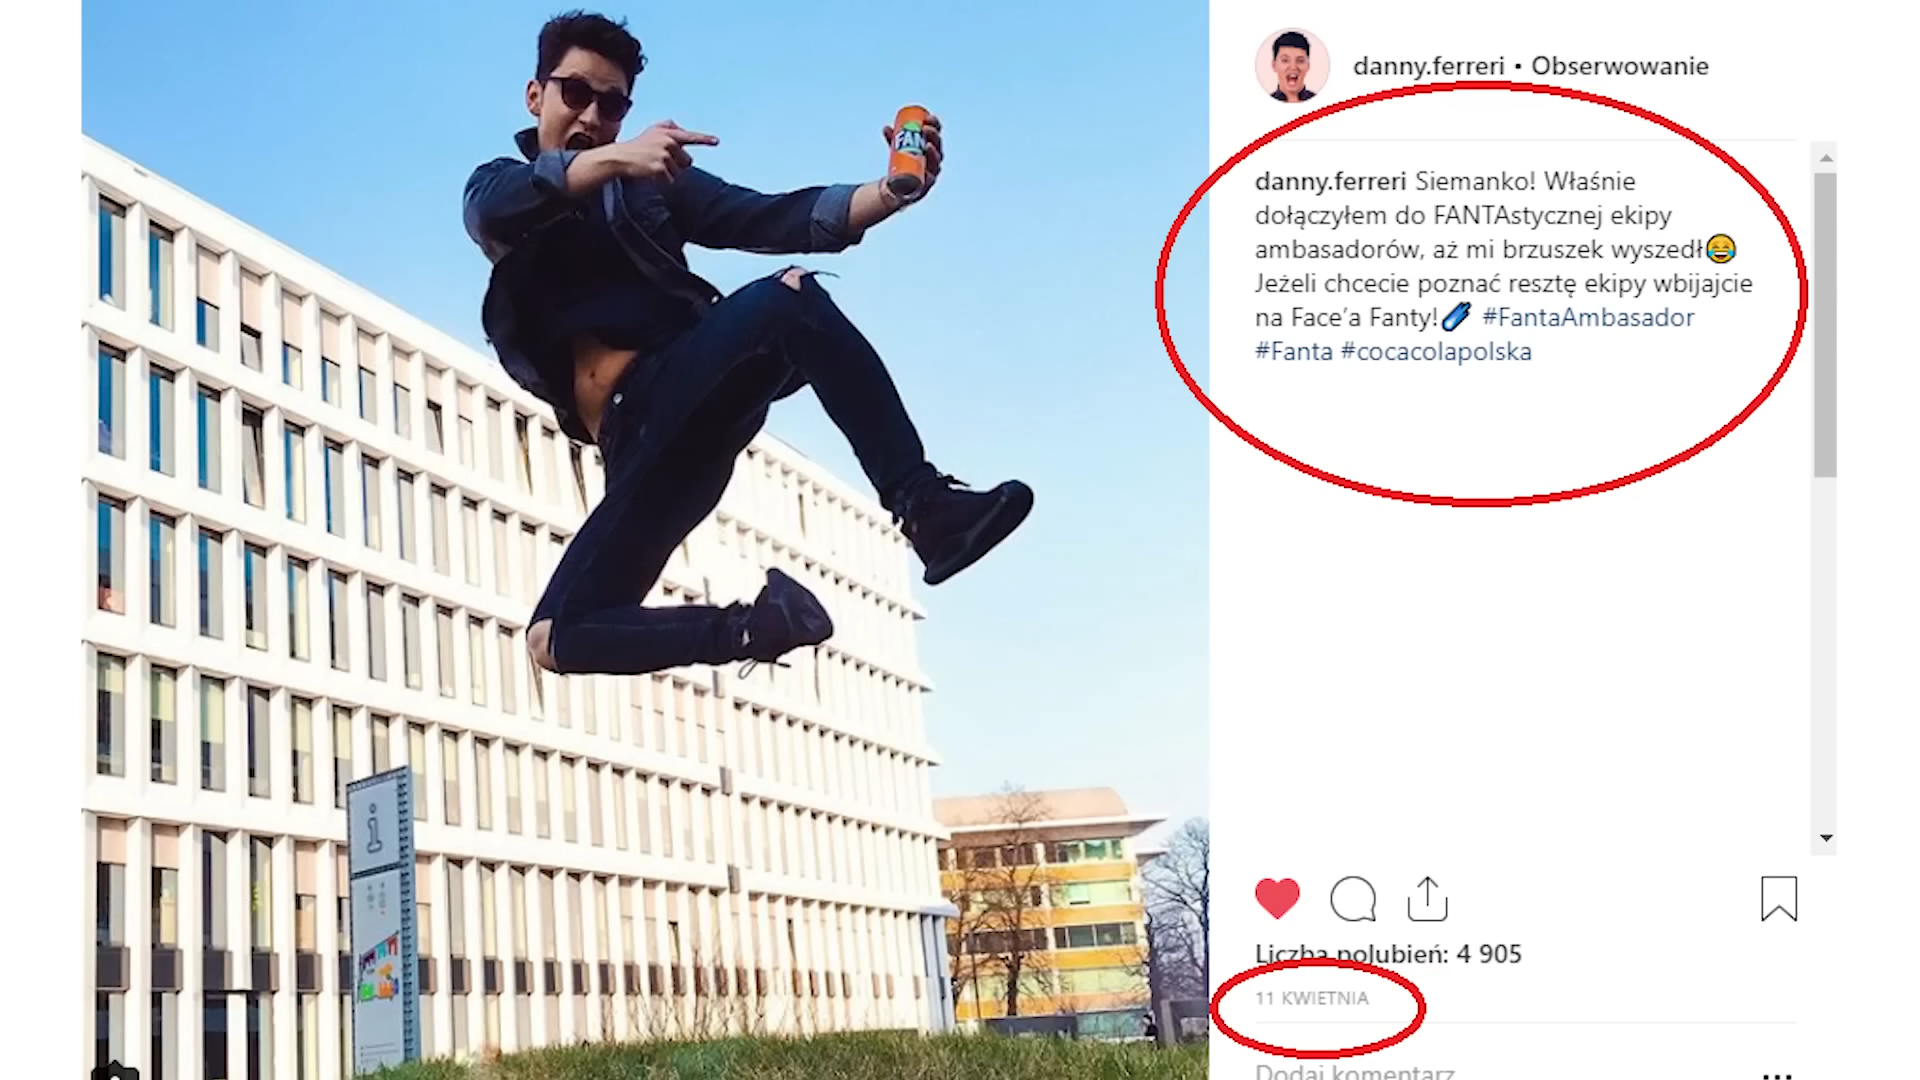 danny.ferreri • Obserwowanie
danny.ferreri Siemanko! Właśnie
dołączyłem do FANTAstycznej ekipy
ambasadorów, aż mi brzuszek wyszedł😂
Jeżeli chcecie poznać resztę ekipy wbijajcie
na Face’a Fanty! #FantaAmbasador
#Fanta #cocacolapolska
Liczba polubień: 4 905
11 KWIETNIA
Dodaj komentarz
FAN
i